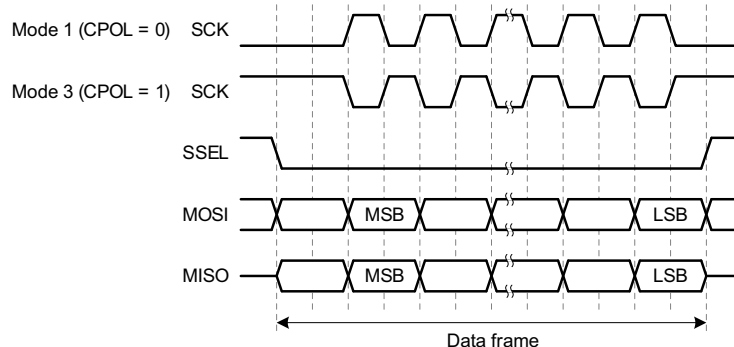 Mode 1 (CPOL = 0) SCK
Mode 3 (CPOL = 1) SCK
SSEL
MOSI MSB LSB
MISO MSB LSB
Data frame